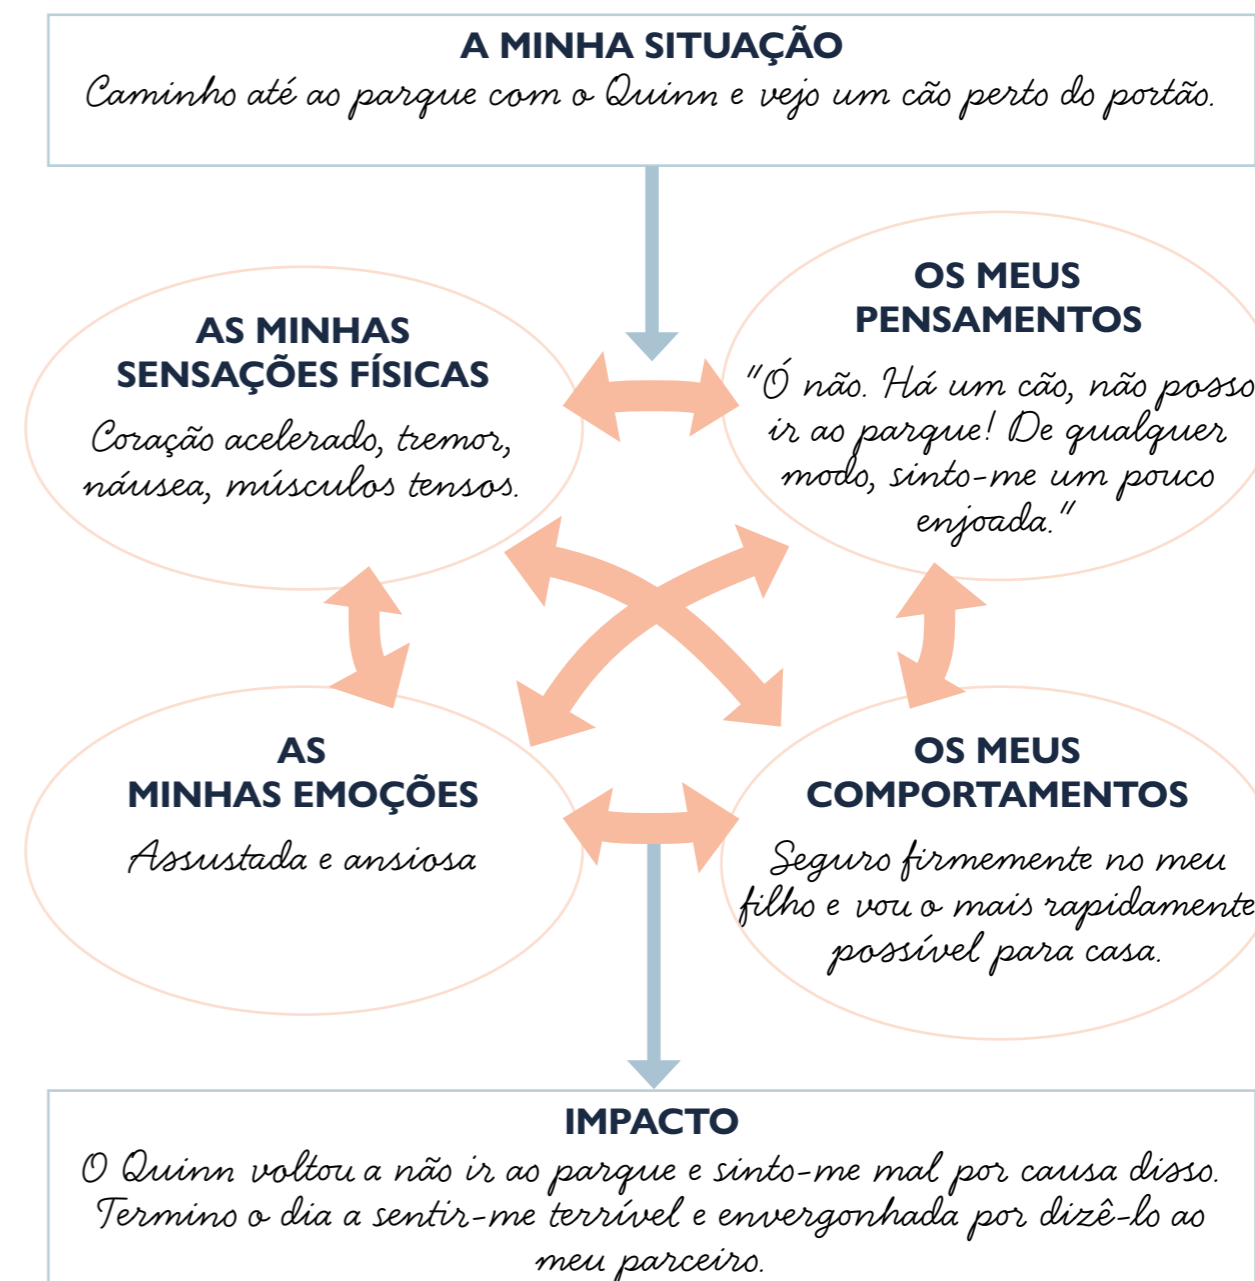 A MINHA SITUAÇÃO
Caminho até ao parque com o Quinn e vejo um cão perto do portão.
AS MINHAS
SENSAÇÕES FÍSICAS
Coração acelerado, tremor,
náusea, músculos tensos.
OS MEUS
PENSAMENTOS
"Ó não. Há um cão, não posso
ir ao parque! De qualquer
modo, sinto-me um pouco
enjoada."
AS
MINHAS EMOÇÕES
Assustada e ansiosa
OS MEUS
COMPORTAMENTOS
Seguro firmemente no meu
filho e vou o mais rapidamente
possível para casa.
IMPACTO
O Quinn voltou a não ir ao parque e sinto-me mal por causa disso.
Termino o dia a sentir-me terrível e envergonhada por dizê-lo ao
meu parceiro.